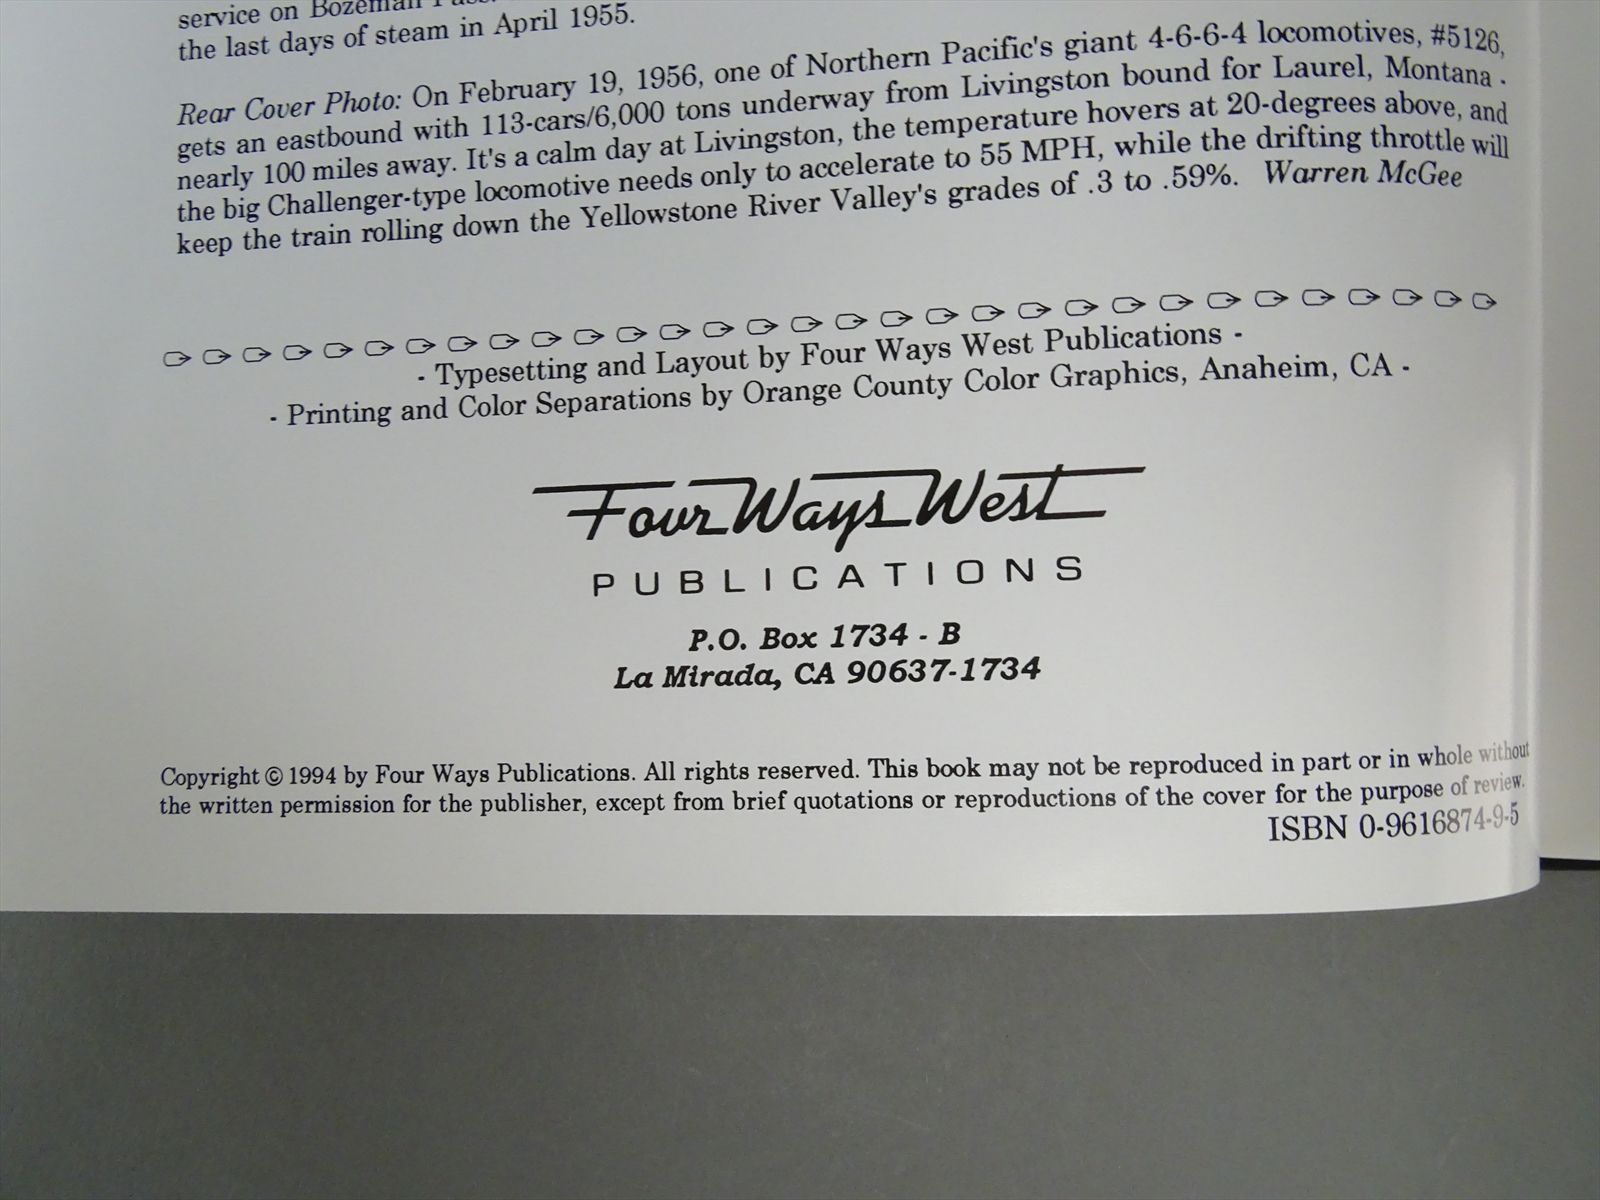 service on Bozeman
the last days of steam in April 1955.
Rear Cover Photo: On February 19, 1956, one of Northern Pacific's giant 4-6-6-4 locomotives, #5126,
gets an eastbound with 113-cars/6,000 tons underway from Livingston bound for Laurel, Montana .
nearly 100 miles away. It's a calm day at Livingston, the temperature hovers at 20-degrees above, and
the big Challenger-type locomotive needs only to accelerate to 55 MPH, while the drifting throttle will
keep the train rolling down the Yellowstone River Valley's grades of .3 to .59%. Warren McGee
- Typesetting and Layout by Four Ways West Publications -
- Printing and Color Separations by Orange County Color Graphics, Anaheim, CA -
Four Ways West
PUBLICATIONS
P.O. Box 1734 - B
La Mirada, CA 90637-1734
Copyright © 1994 by Four Ways Publications. All rights reserved. This book may not be reproduced in part or in whole without
the written permission for the publisher, except from brief quotations or reproductions of the cover for the purpose of review.
ISBN 0-9616874-9-5